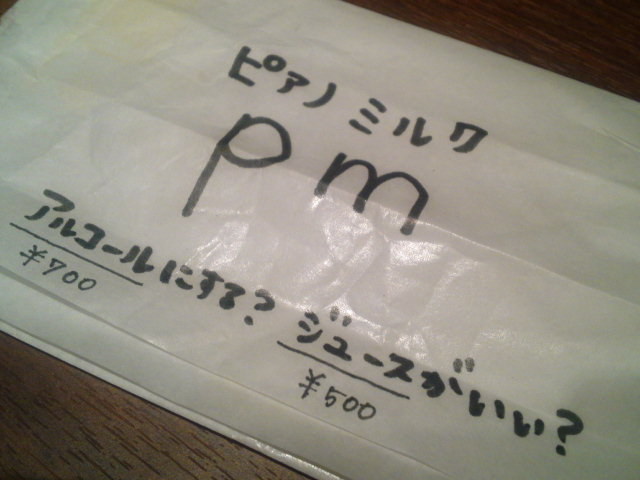 ピアノミルク
pm
アルコールにする? ジュースがいい?
¥700 ¥500